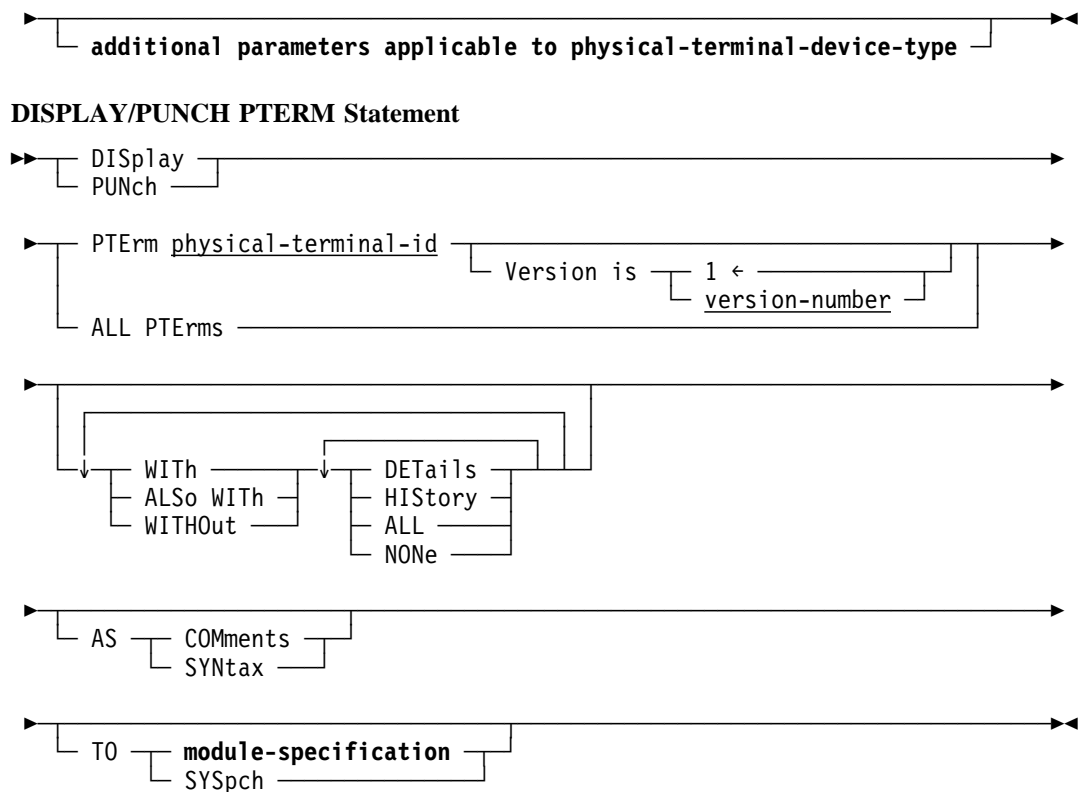 additional parameters applicable to physical-terminal-device-type
DISPLAY/PUNCH PTERM Statement
DISplay
PUNch
PTErm physical-terminal-id
Version is 1 ←
version-number
ALL PTErms
WITh DETails
ALSo WITh HIStory
WITHOut ALL
NONe
AS COMments
SYNtax
TO module-specification
SYSpch